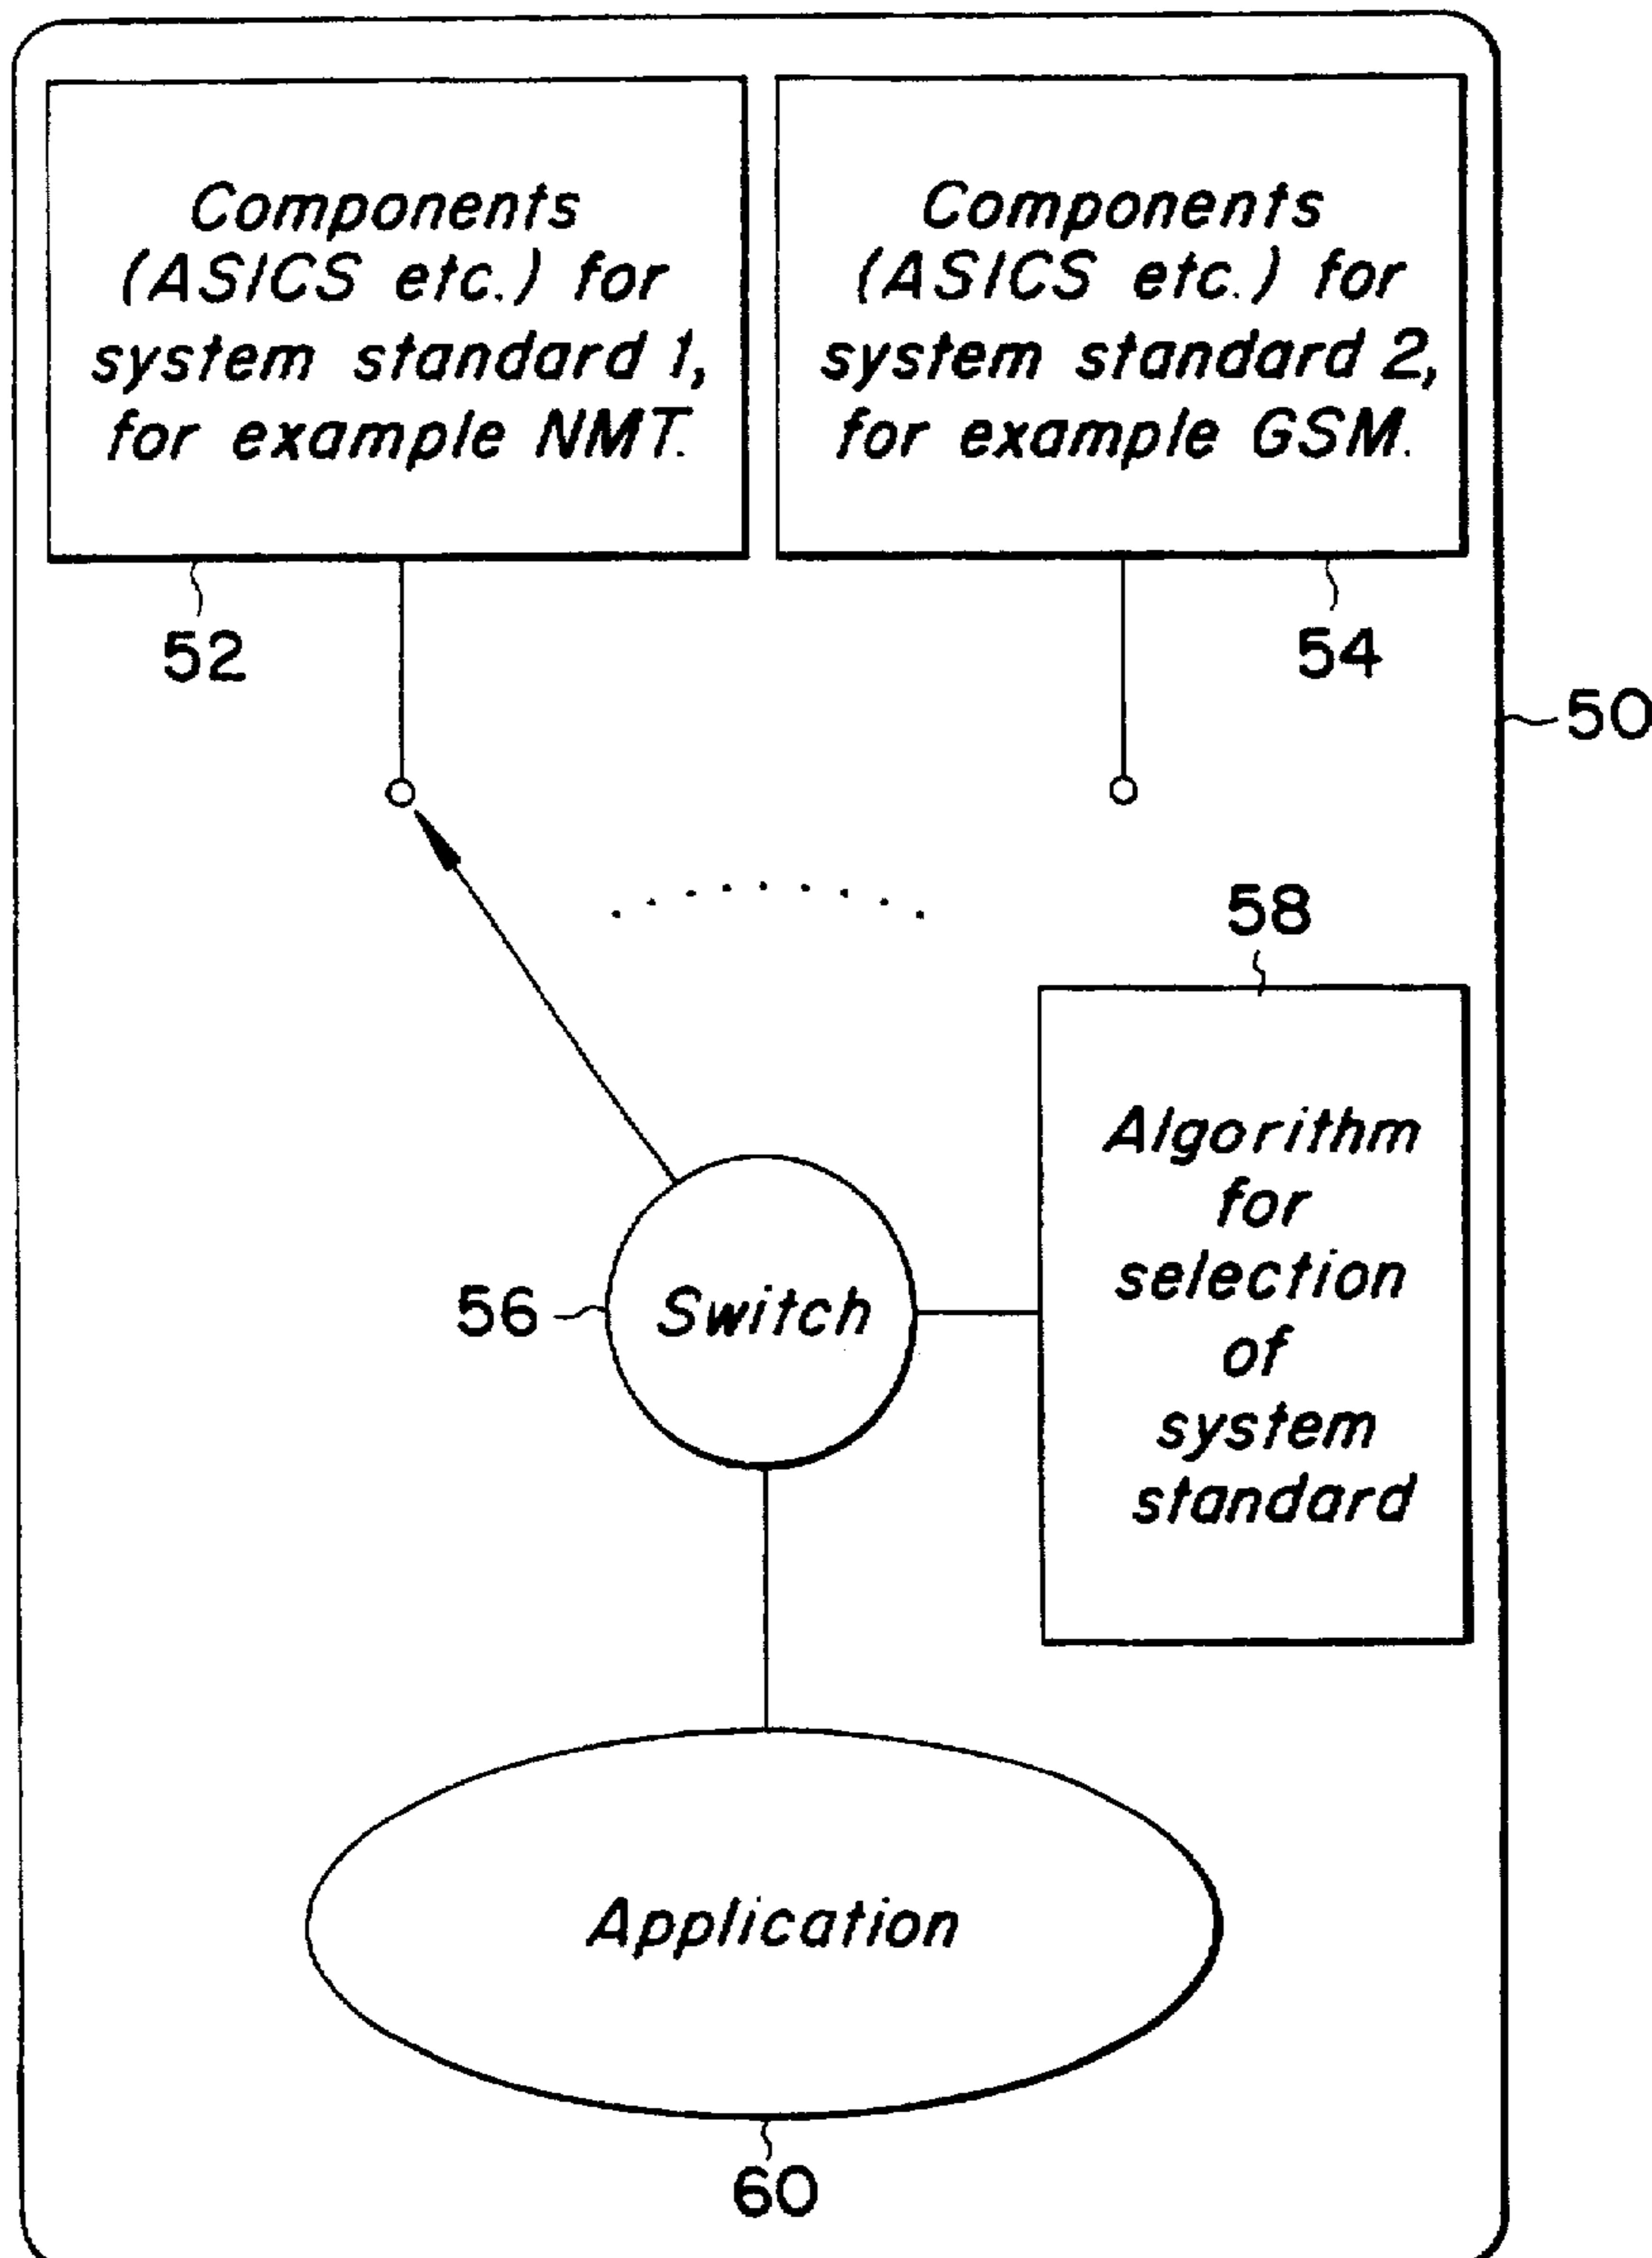 Components
(ASICS etc.) for
system standard 1,
for example NMT.
Components
(ASICS etc.) for
system standard 2,
for example GSM.
52
54
50
58
Algorithm
for
selection
of
system
standard
56
Switch
Application
60